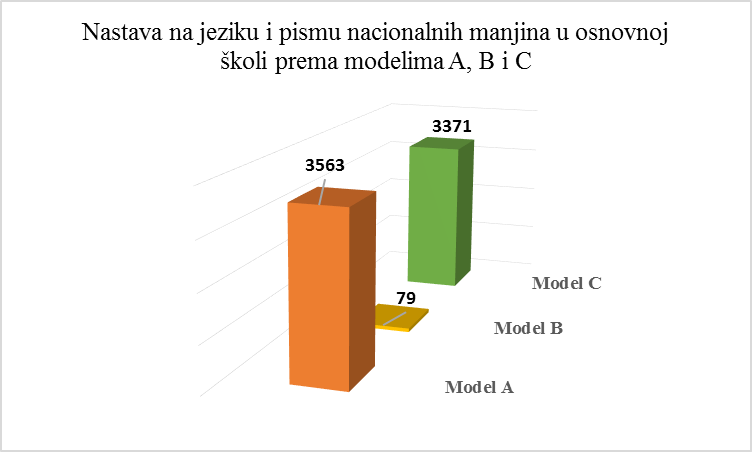 Nastava na jeziku i pismu nacionalnih manjina u osnovnoj
školi prema modelima A, B i C
3371
3563
79
Model C
Model B
Model A